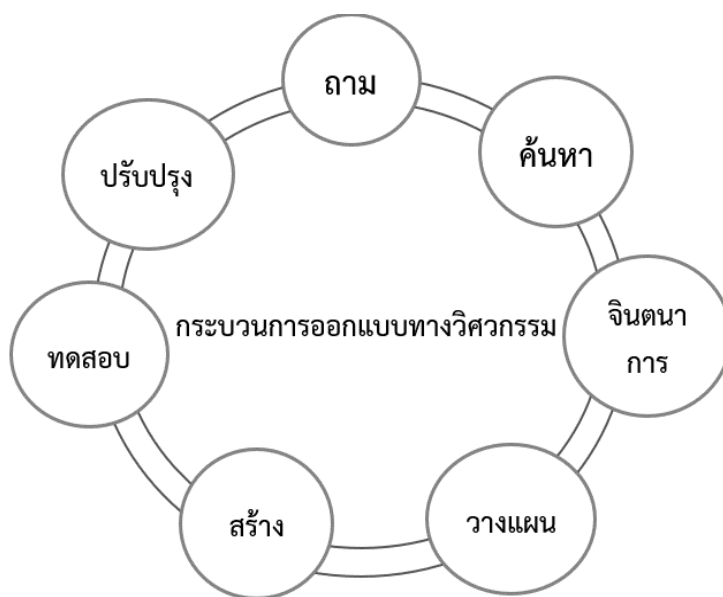 ถาม
ค้นหา
จินตนา
การ
วางแผน
สร้าง
ทดสอบ
ปรับปรุง
กระบวนการออกแบบทางวิศวกรรม